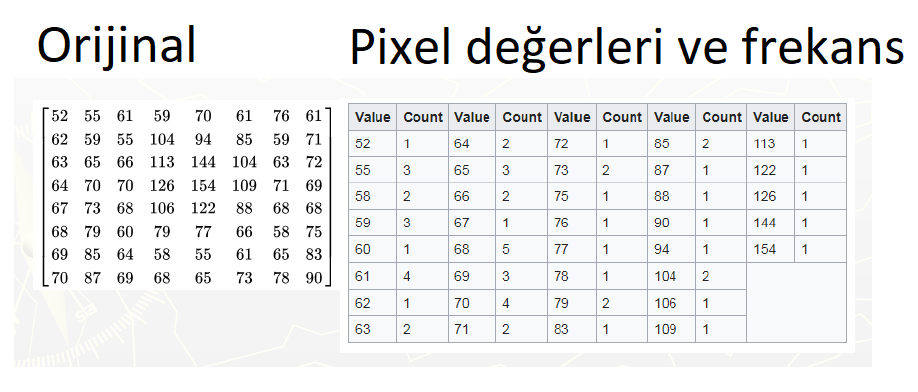 Orijinal
Pixel değerleri ve frekans
52 55 61 59 70 61 76 61
62 59 55 104 94 85 59 71
63 65 66 113 144 104 63 72
64 70 70 126 154 109 71 69
67 73 68 106 122 88 68 68
68 79 60 79 77 66 58 75
69 85 64 58 55 61 65 83
70 87 69 68 65 73 78 90
Value Count Value Count Value Count Value Count Value Count
52 1 64 2 72 1 85 2 113 1
55 3 65 3 73 2 87 1 122 1
58 2 66 2 75 1 88 1 126 1
59 3 67 1 76 1 90 1 144 1
60 1 68 5 77 1 94 1 154 1
61 4 69 3 78 1 104 2
62 1 70 4 79 2 106 1
63 2 71 2 83 1 109 1